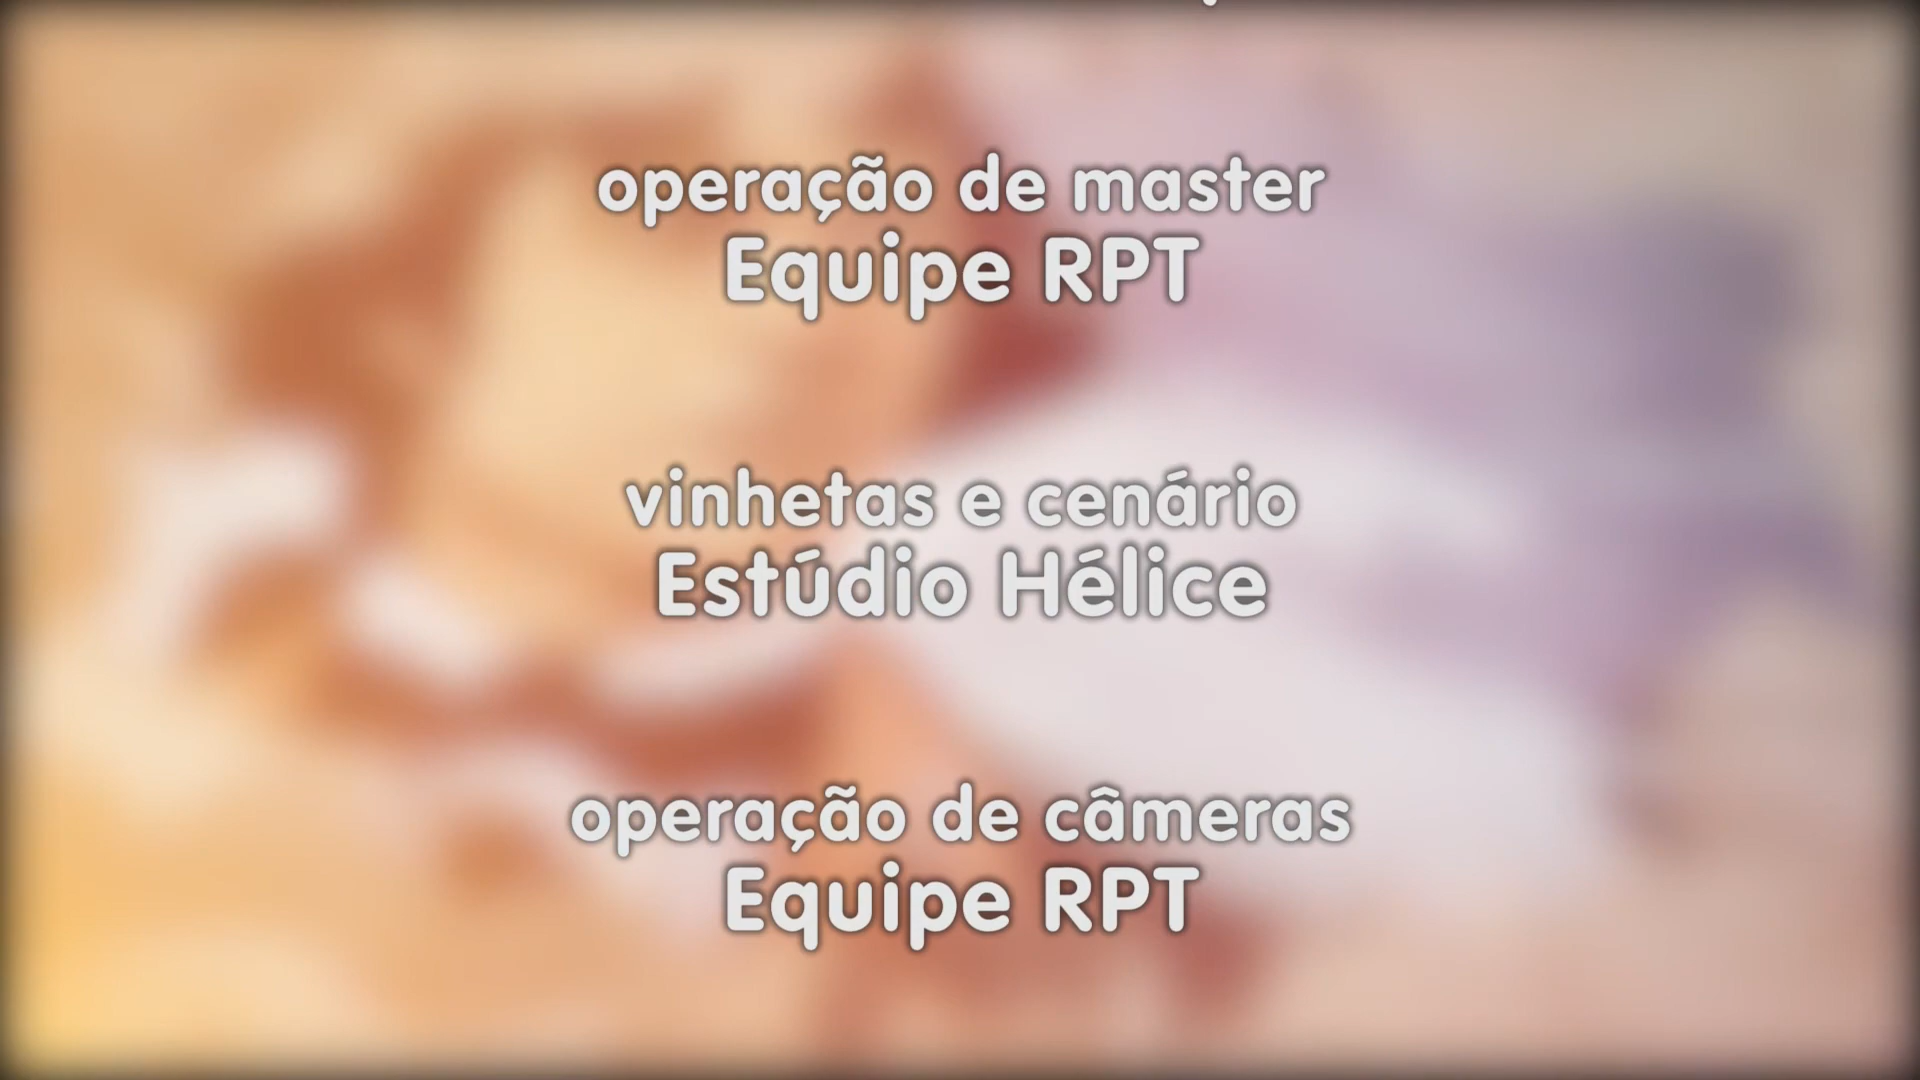 operação de master
Equipe RPT
vinhetas e cenário
Estúdio Hélice
operação de câmeras
Equipe RPT